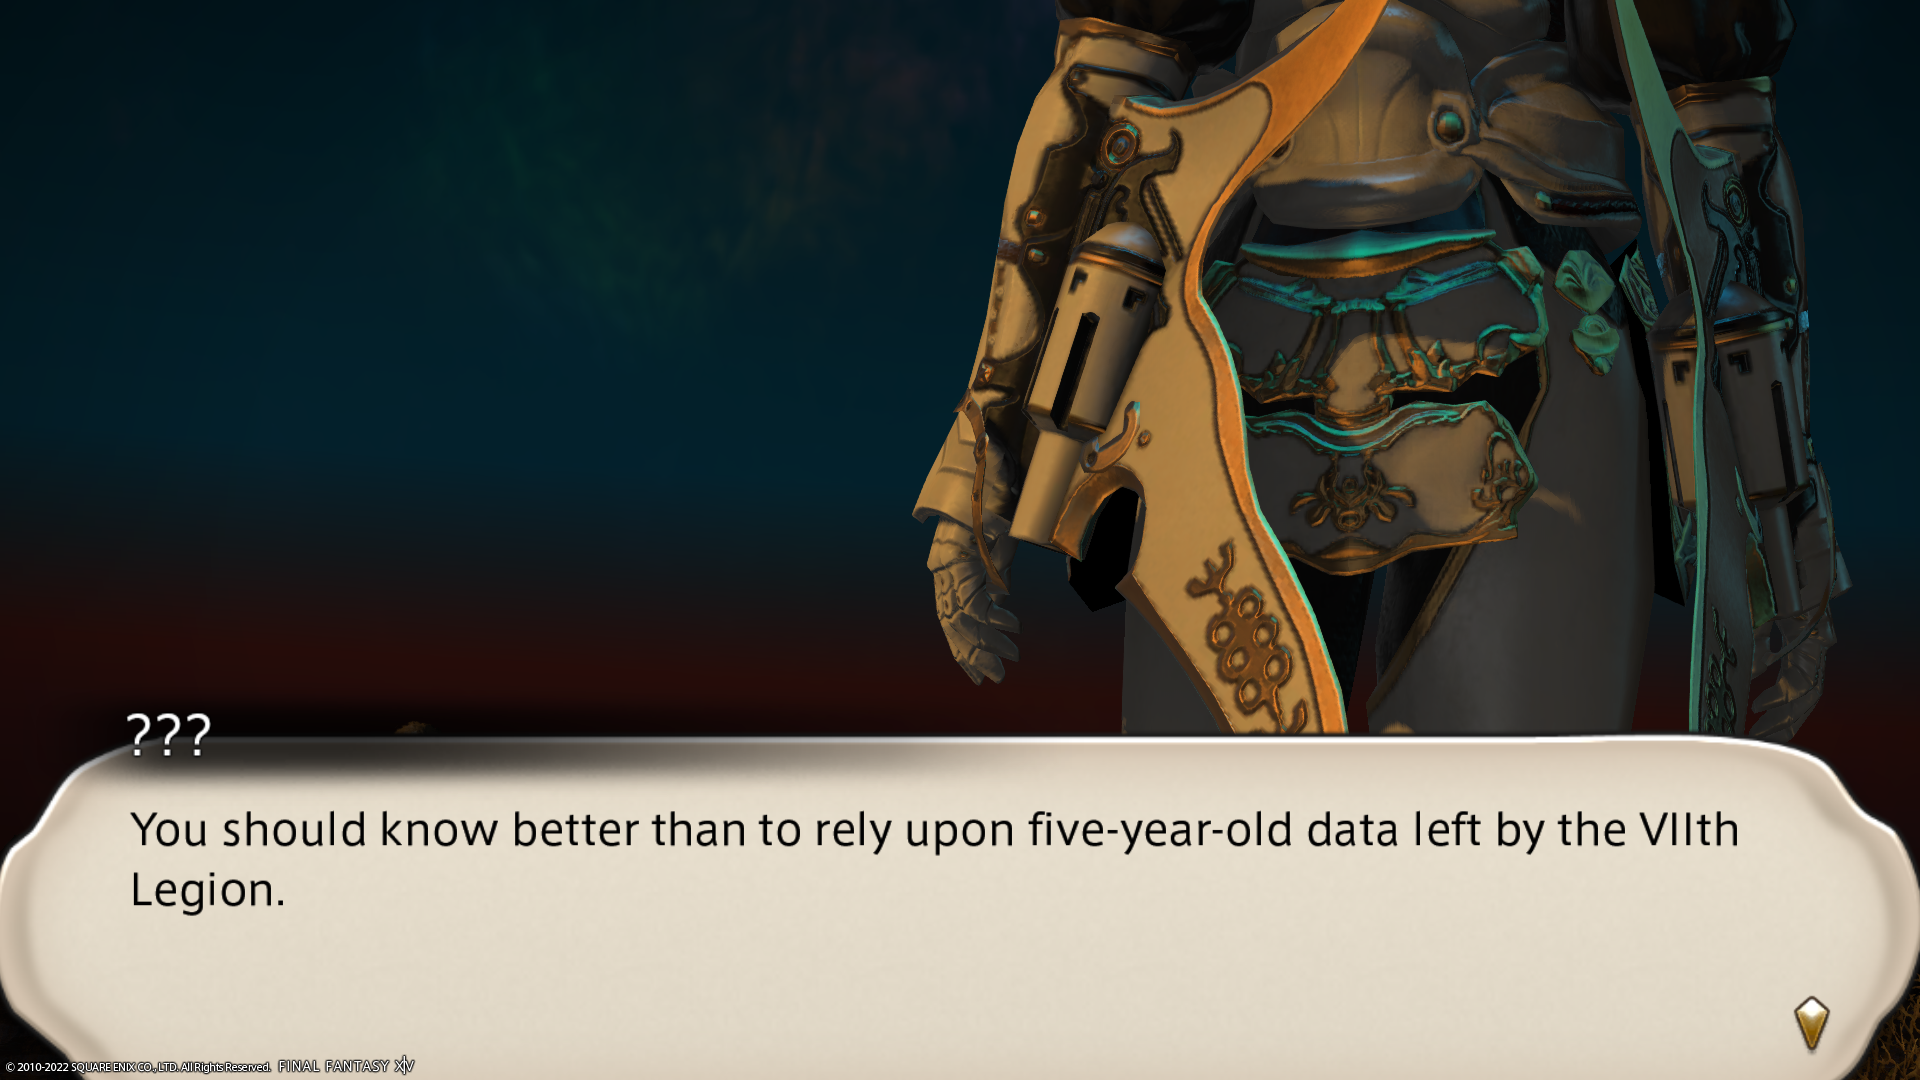 ???
You should know better than to rely upon five-year-old data left by the VIIth
Legion.
© 2010-2022 SQUARE ENIX CO., LTD. All Rights Reserved. FINAL FANTASY XIV